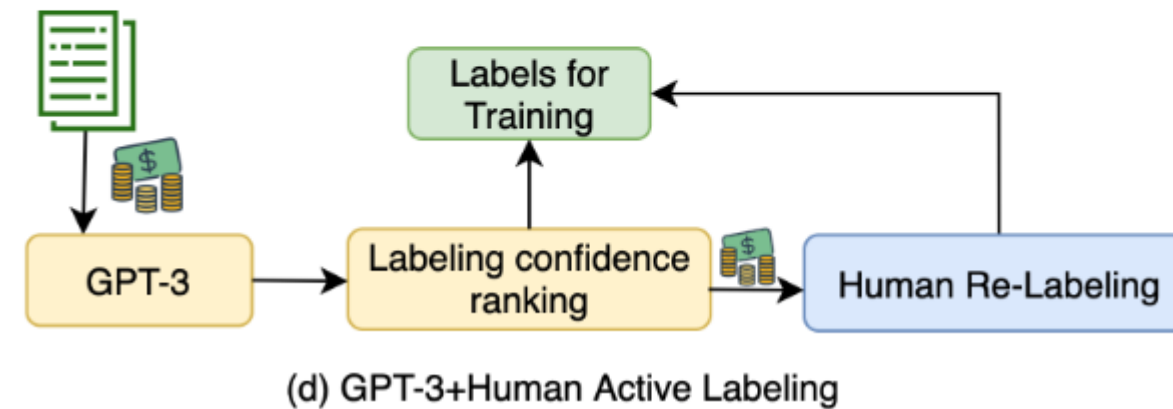 Labels for
Training
$
GPT-3
Labeling confidence
ranking
$
Human Re-Labeling
(d) GPT-3+Human Active Labeling